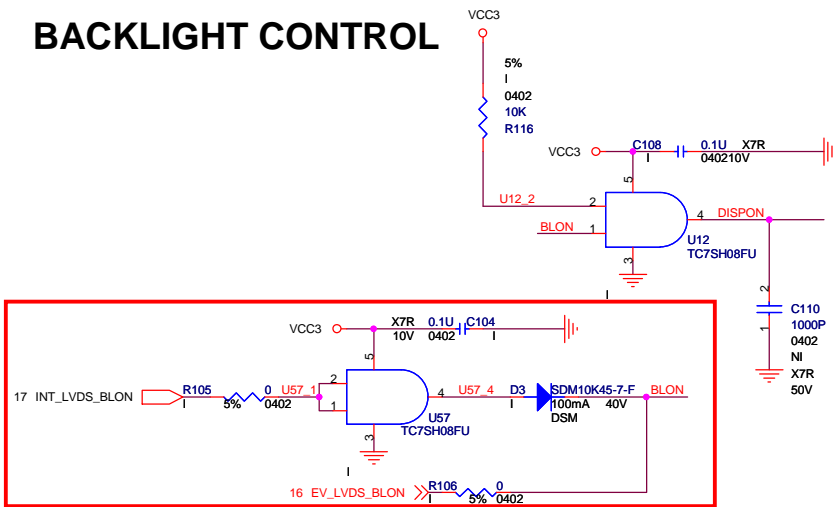 BACKLIGHT CONTROL
VCC3
5%
I
0402
10K
R116
VCC3
C108
I
0.1U X7R
040210V
5
U12_2
2
BLON
1
4
DISPON
U12
TC7SH08FU
3
I
2
1
C110
1000P
0402
NI
X7R
50V
VCC3
X7R 0.1U C104
10V 0402 I
5
17 INT_LVDS_BLON
R105
I
5%
0
0402
U57_1
2
1
4
U57_4
U57
TC7SH08FU
3
I
D3
I
SDM10K45-7-F
100mA 40V
DSM
BLON
16 EV_LVDS_BLON
R106
I
5%
0
0402